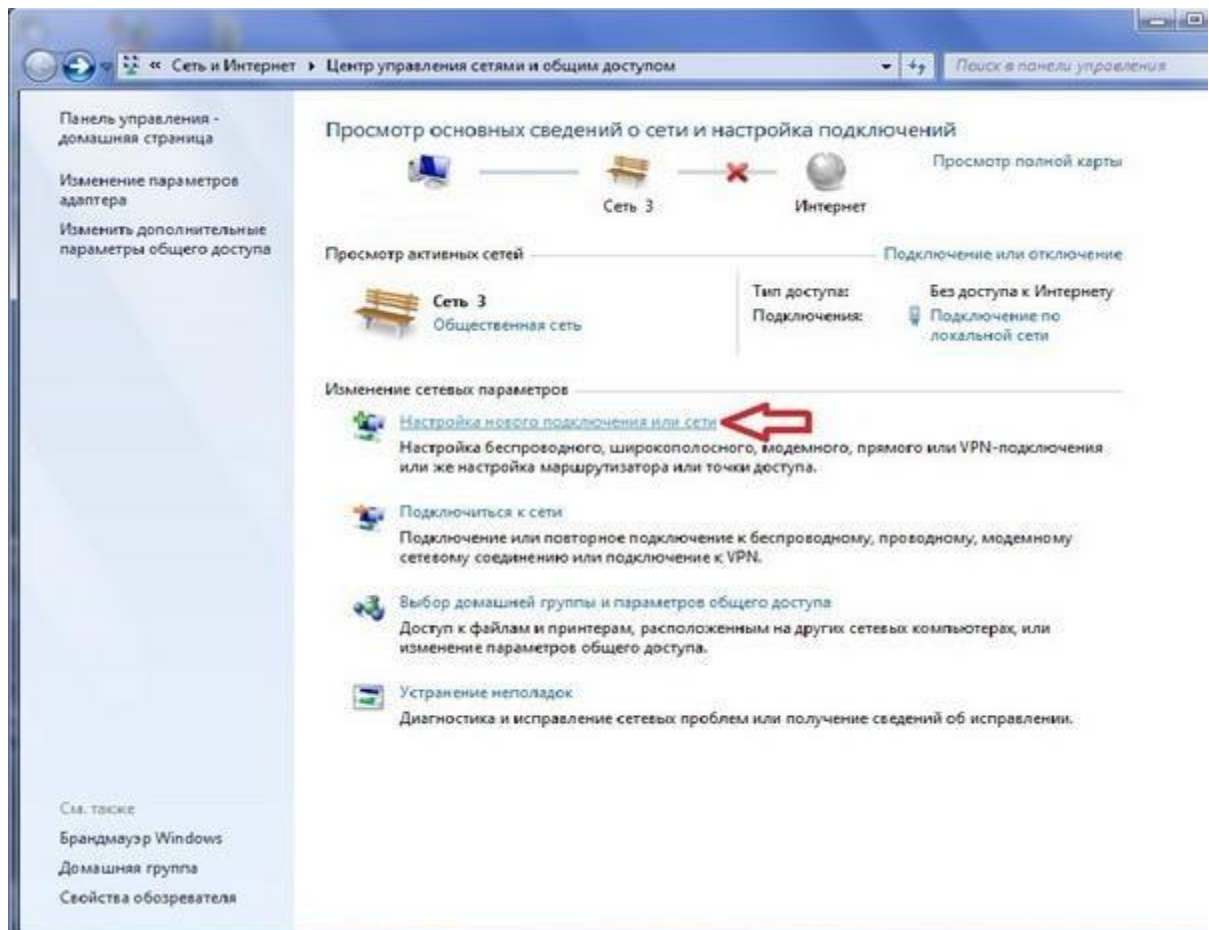 « Сеть и Интернет ▸ Центр управления сетями и общим доступом
Поиск в панели управления
Панель управления -
домашняя страница
Изменение параметров
адаптера
Изменить дополнительные
параметры общего доступа
Просмотр основных сведений о сети и настройка подключений
Просмотр полной карты
Сеть 3
Интернет
Просмотр активных сетей
Подключение или отключение
Сеть 3
Общественная сеть
Тип доступа: Без доступа к Интернету
Подключения: Подключение по
локальной сети
Изменение сетевых параметров
Настройка нового подключения или сети
Настройка беспроводного, широкополосного, модемного, прямого или VPN-подключения
или же настройка маршрутизатора или точки доступа.
Подключиться к сети
Подключение или повторное подключение к беспроводному, проводному, модемному
сетевому соединению или подключение к VPN.
Выбор домашней группы и параметров общего доступа
Доступ к файлам и принтерам, расположенным на других сетевых компьютерах, или
изменение параметров общего доступа.
Устранение неполадок
Диагностика и исправление сетевых проблем или получение сведений об исправлении.
См. также
Брандмауэр Windows
Домашняя группа
Свойства обозревателя